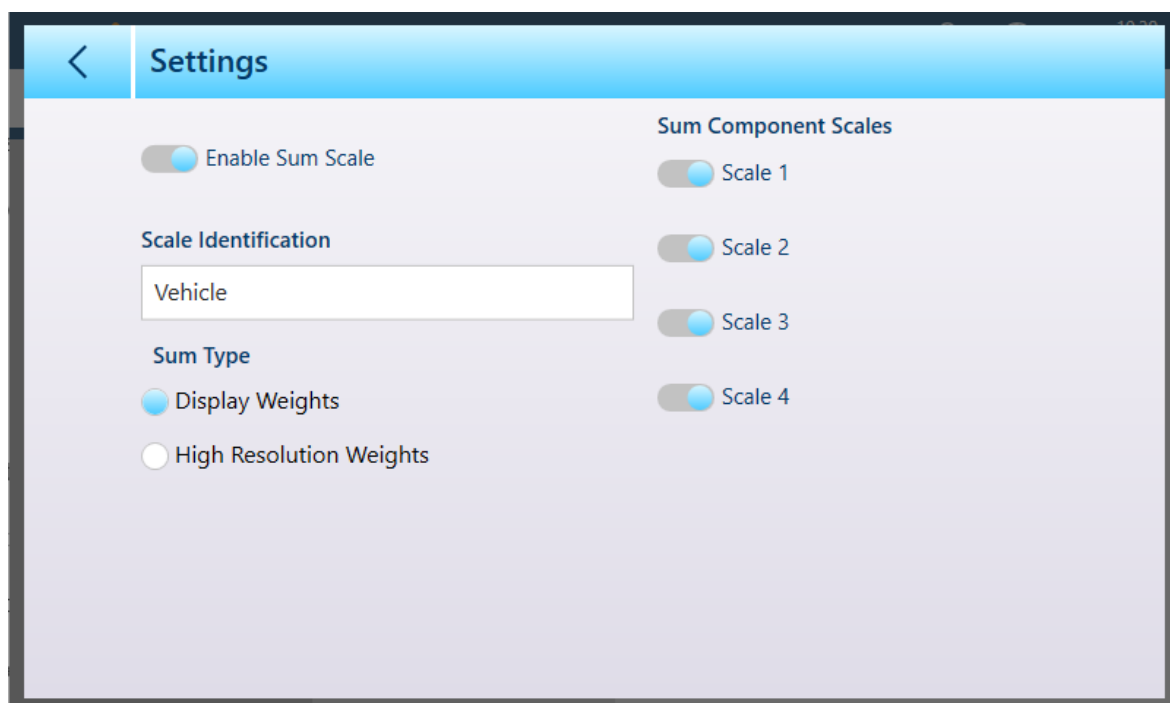 Settings
Enable Sum Scale
Scale Identification
Vehicle
Sum Type
Display Weights
High Resolution Weights
Sum Component Scales
Scale 1
Scale 2
Scale 3
Scale 4